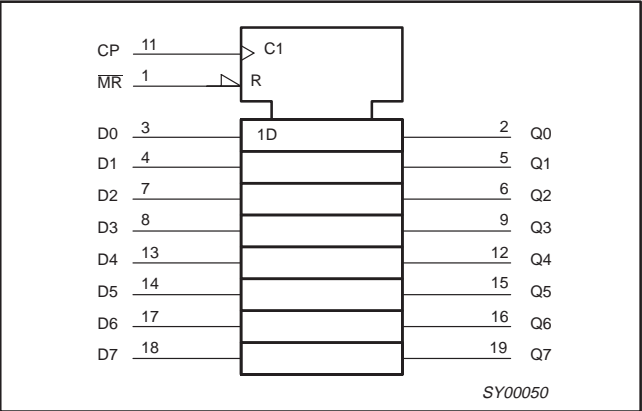 CP 11 C1
M̅R̅ 1 R
D0 3 1D 2 Q0
D1 4 5 Q1
D2 7 6 Q2
D3 8 9 Q3
D4 13 12 Q4
D5 14 15 Q5
D6 17 16 Q6
D7 18 19 Q7
SY00050